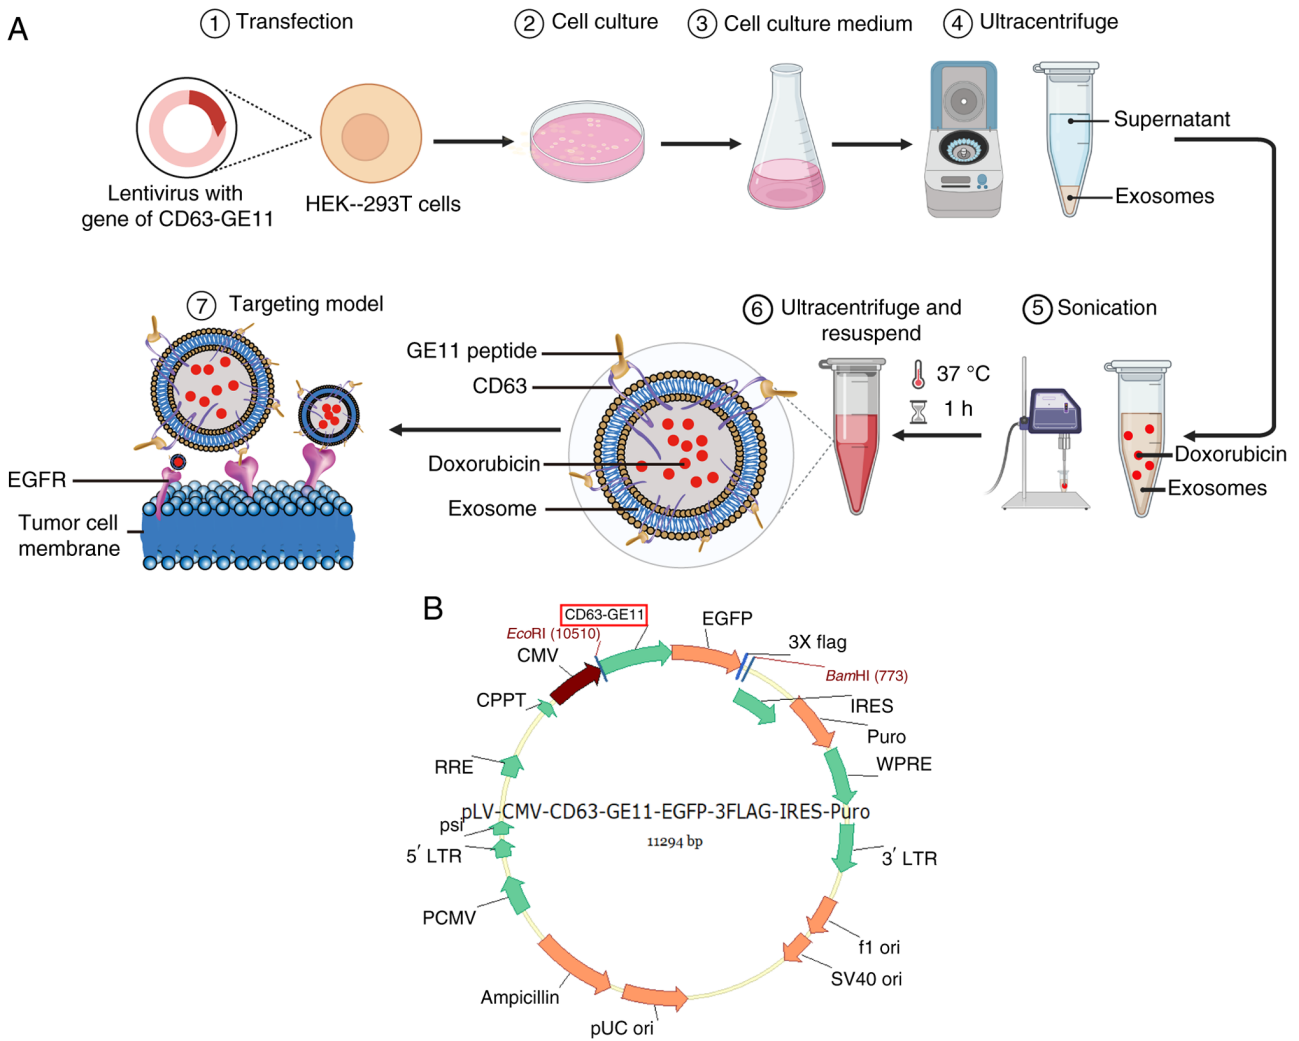 A
1 Transfection
2 Cell culture
3 Cell culture medium
4 Ultracentrifuge
Lentivirus with
gene of CD63-GE11
HEK--293T cells
Supernatant
Exosomes
5 Sonication
Doxorubicin
Exosomes
6 Ultracentrifuge and
resuspend
37 °C
1 h
GE11 peptide
CD63
Doxorubicin
Exosome
7 Targeting model
EGFR
Tumor cell
membrane
B
CD63-GE11
EGFP
EcoRI (10510)
3X flag
CMV
BamHI (773)
CPPT
IRES
Puro
RRE
WPRE
pLV-CMV-CD63-GE11-EGFP-3FLAG-IRES-Puro
psi
11294 bp
5′ LTR
3′ LTR
PCMV
f1 ori
SV40 ori
Ampicillin
pUC ori